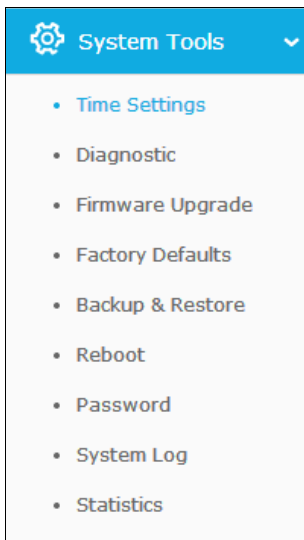 System Tools
Time Settings
Diagnostic
Firmware Upgrade
Factory Defaults
Backup & Restore
Reboot
Password
System Log
Statistics